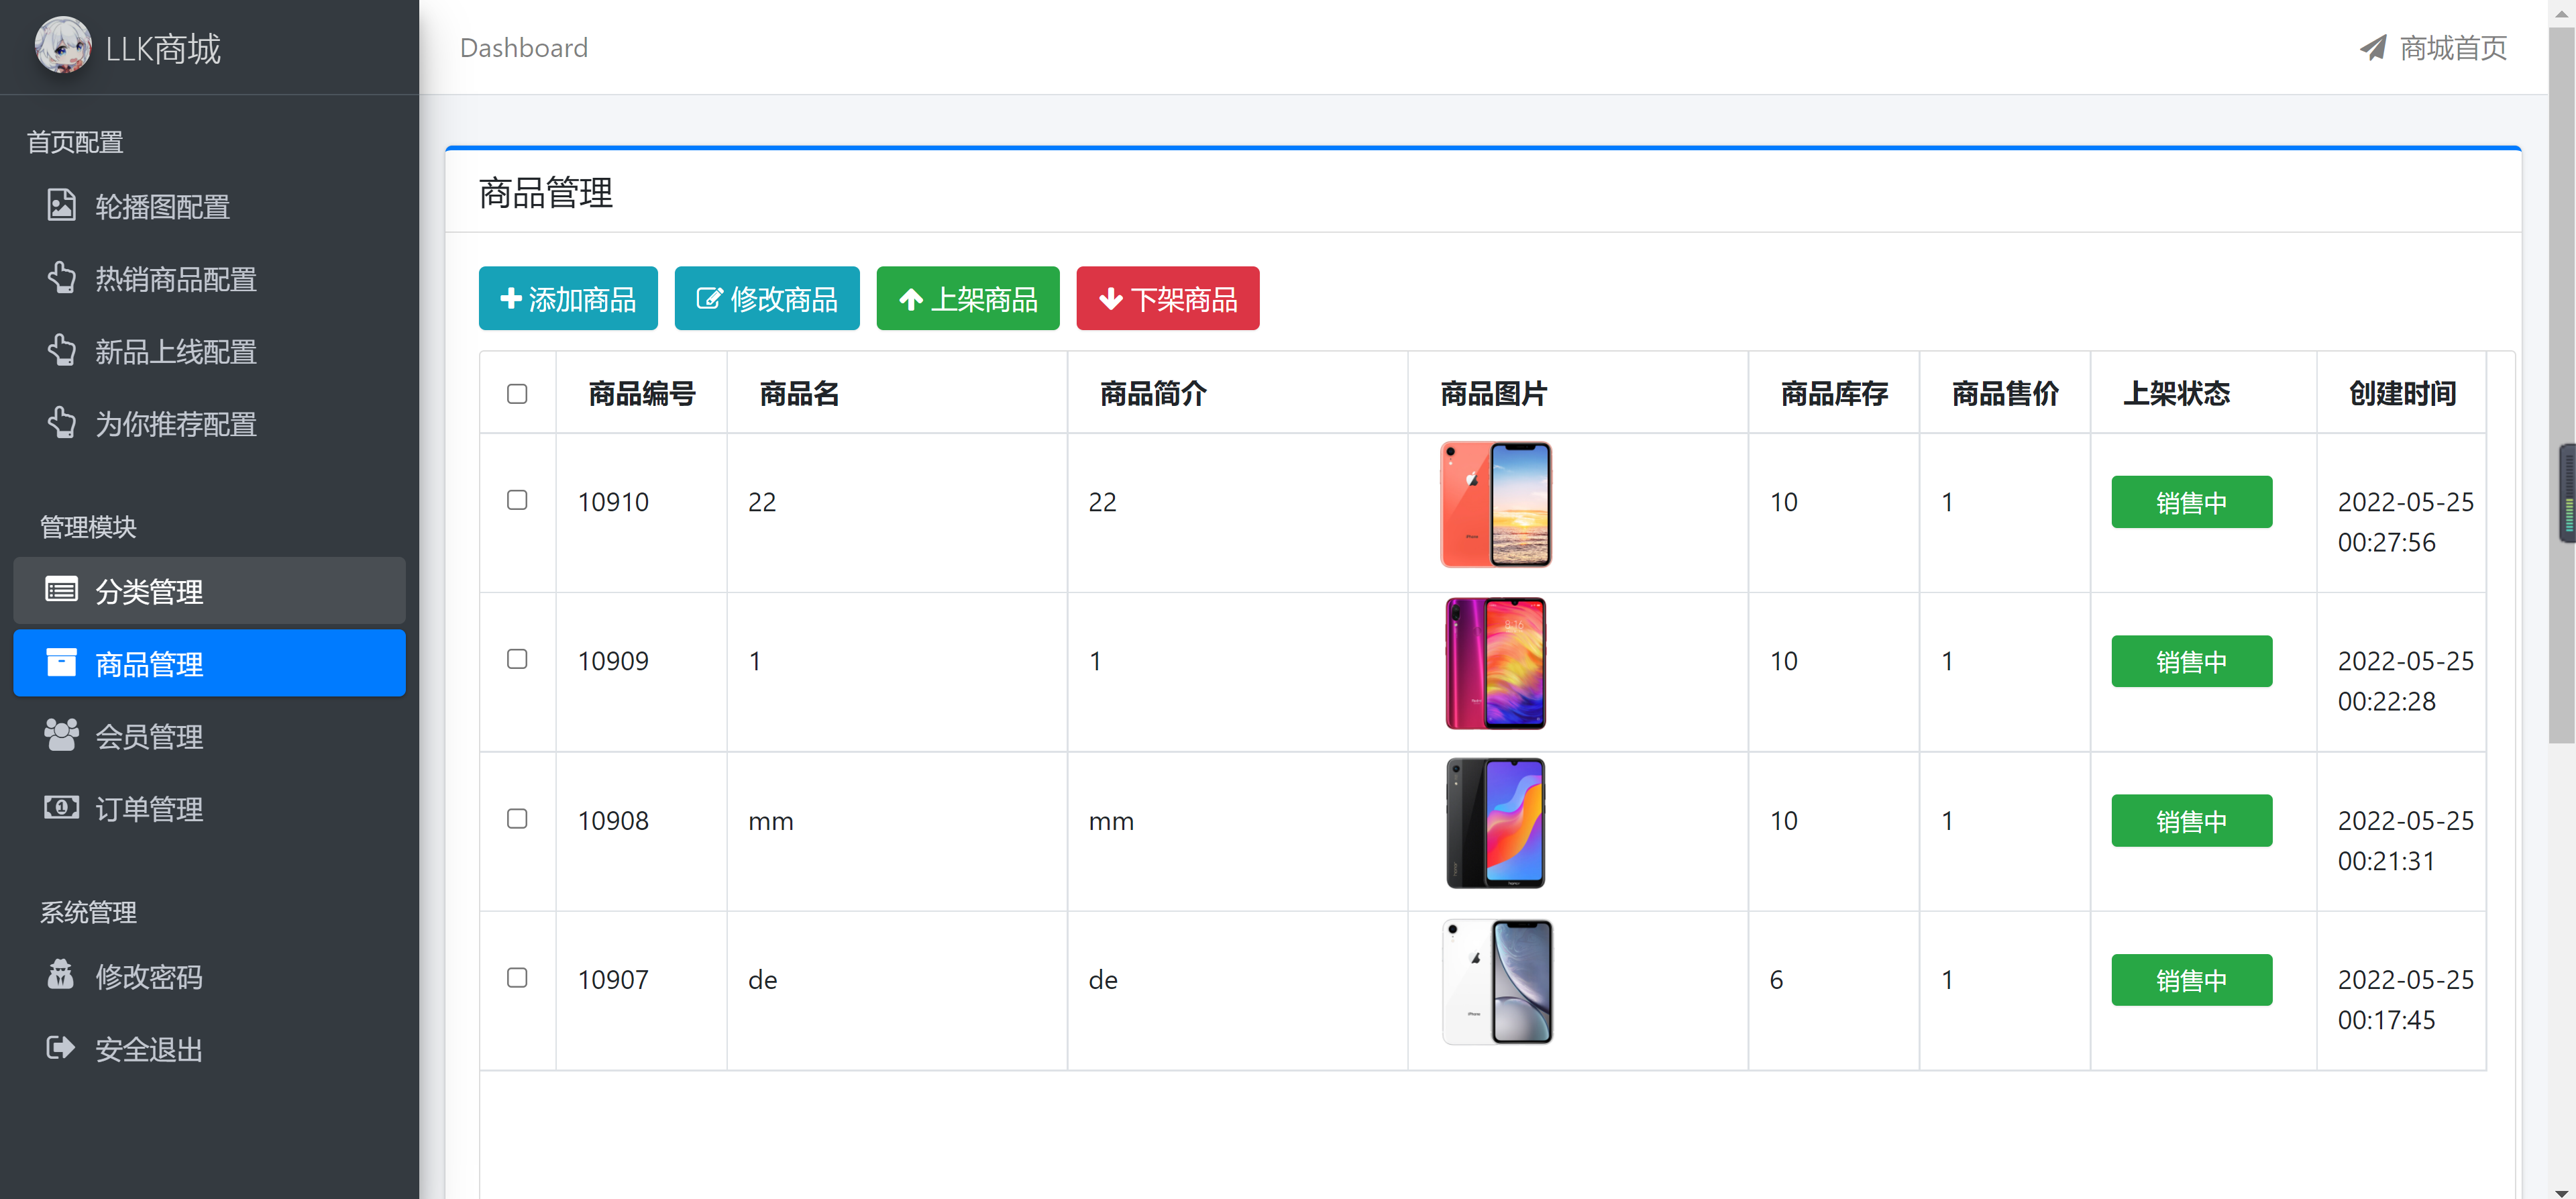 LLK商城
Dashboard
商城首页
首页配置
轮播图配置
热销商品配置
新品上线配置
为你推荐配置
管理模块
分类管理
商品管理
会员管理
订单管理
系统管理
修改密码
安全退出
商品管理
添加商品 修改商品 上架商品 下架商品
商品编号 商品名 商品简介 商品图片 商品库存 商品售价 上架状态 创建时间
10910 22 22 10 1 销售中 2022-05-25
00:27:56
10909 1 1 10 1 销售中 2022-05-25
00:22:28
10908 mm mm 10 1 销售中 2022-05-25
00:21:31
10907 de de 6 1 销售中 2022-05-25
00:17:45